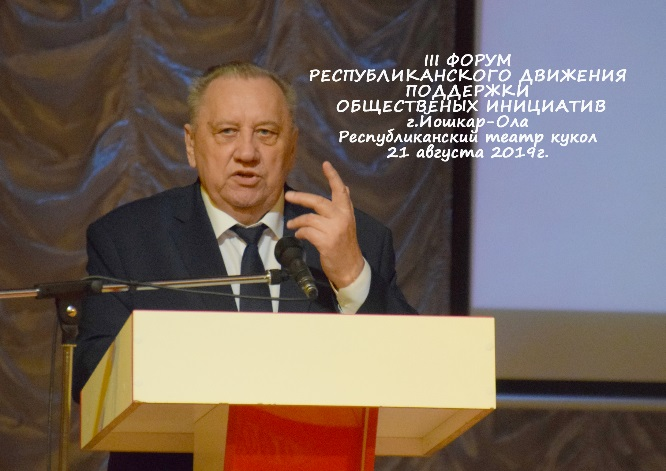 III ФОРУМ
РЕСПУБЛИКАНСКОГО ДВИЖЕНИЯ
ПОДДЕРЖКИ
ОБЩЕСТВЕНЫХ ИНИЦИАТИВ
г.Йошкар-Ола
Республиканский театр кукол
21 августа 2019г.